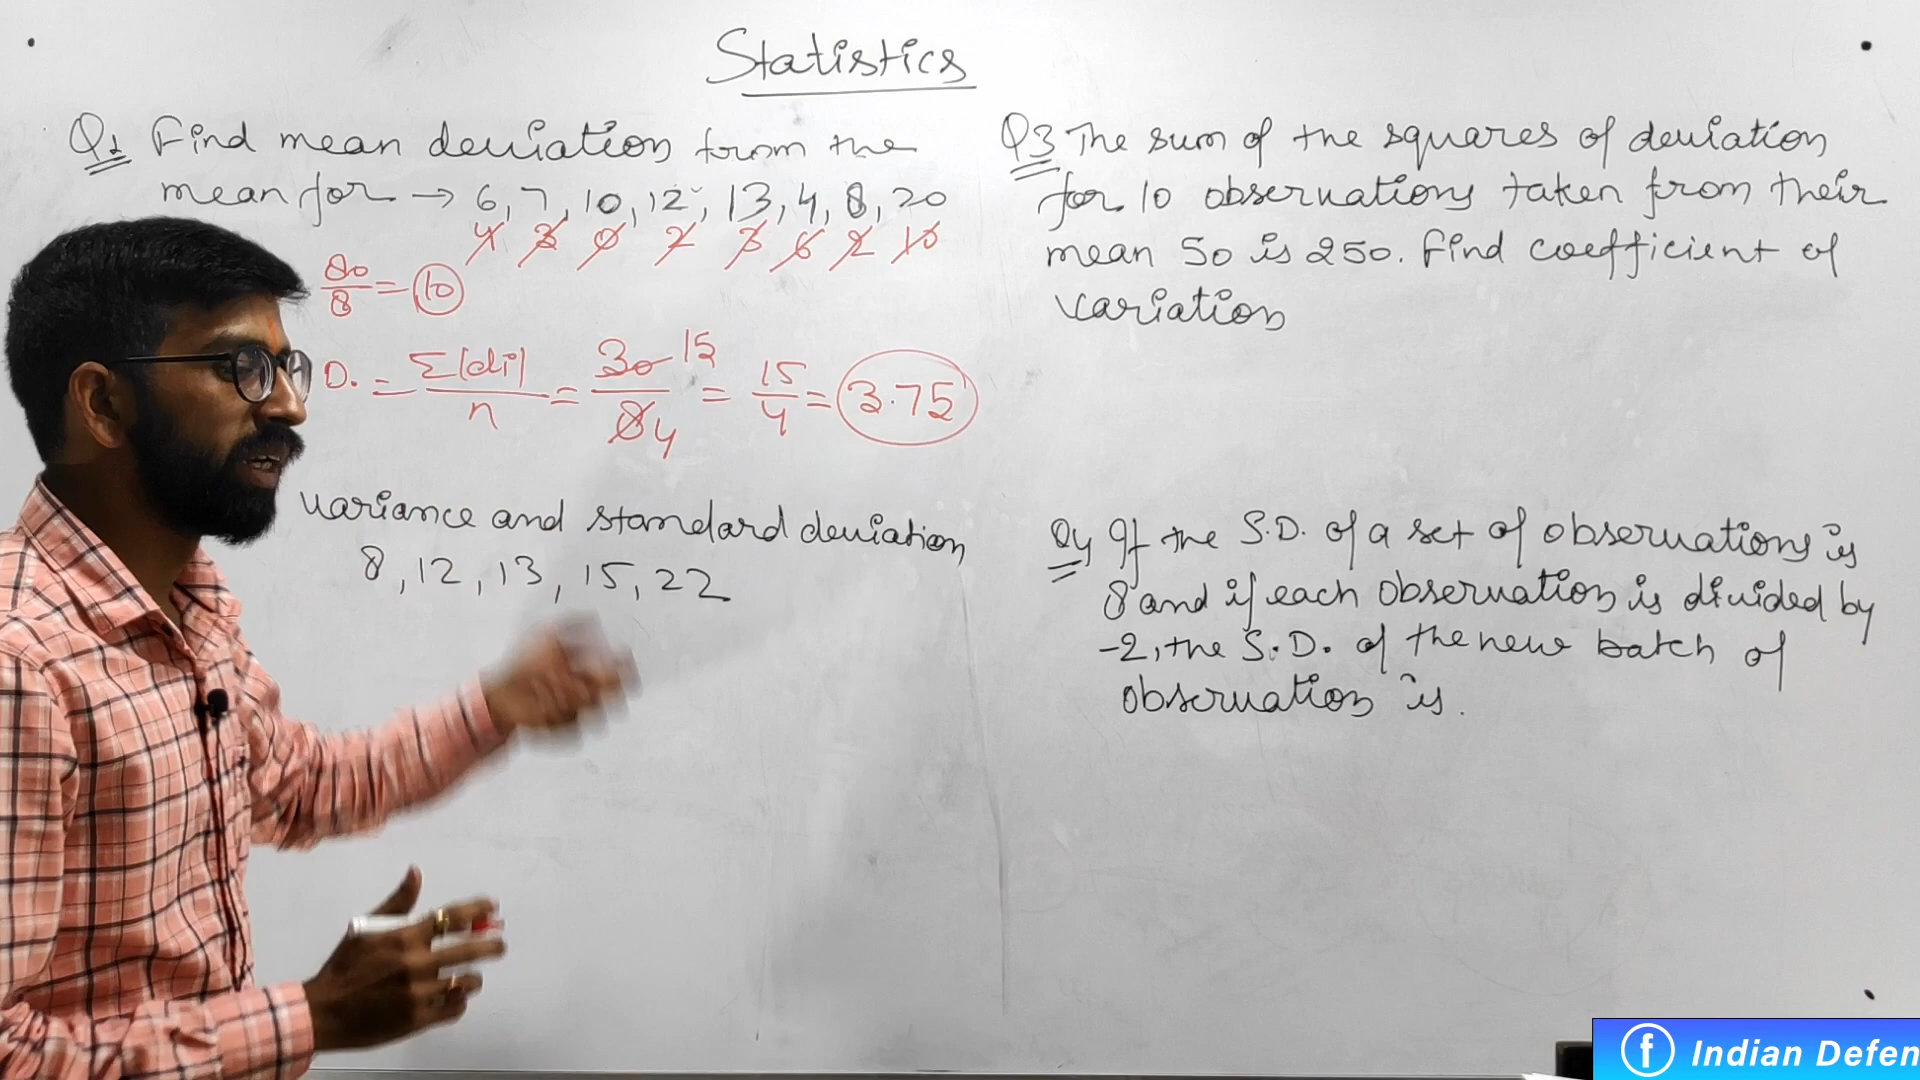 Statistics
Q1 Find mean deviation from the
mean for → 6, 7, 10, 12, 13, 4, 8, 20
4 3 0 2 3 6 2 10
80/8 = 10
D. = Σ|di|/n = 30/8 15/4 = 15/4 = 3.75
variance and standard deviation
8, 12, 13, 15, 22
Q3 The sum of the squares of deviation
for 10 observations taken from their
mean 50 is 250. Find coefficient of
variation
Q4 If the S.D. of a set of observations is
8 and if each observation is divided by
-2, the S.D. of the new batch of
observation is.
f Indian Defen